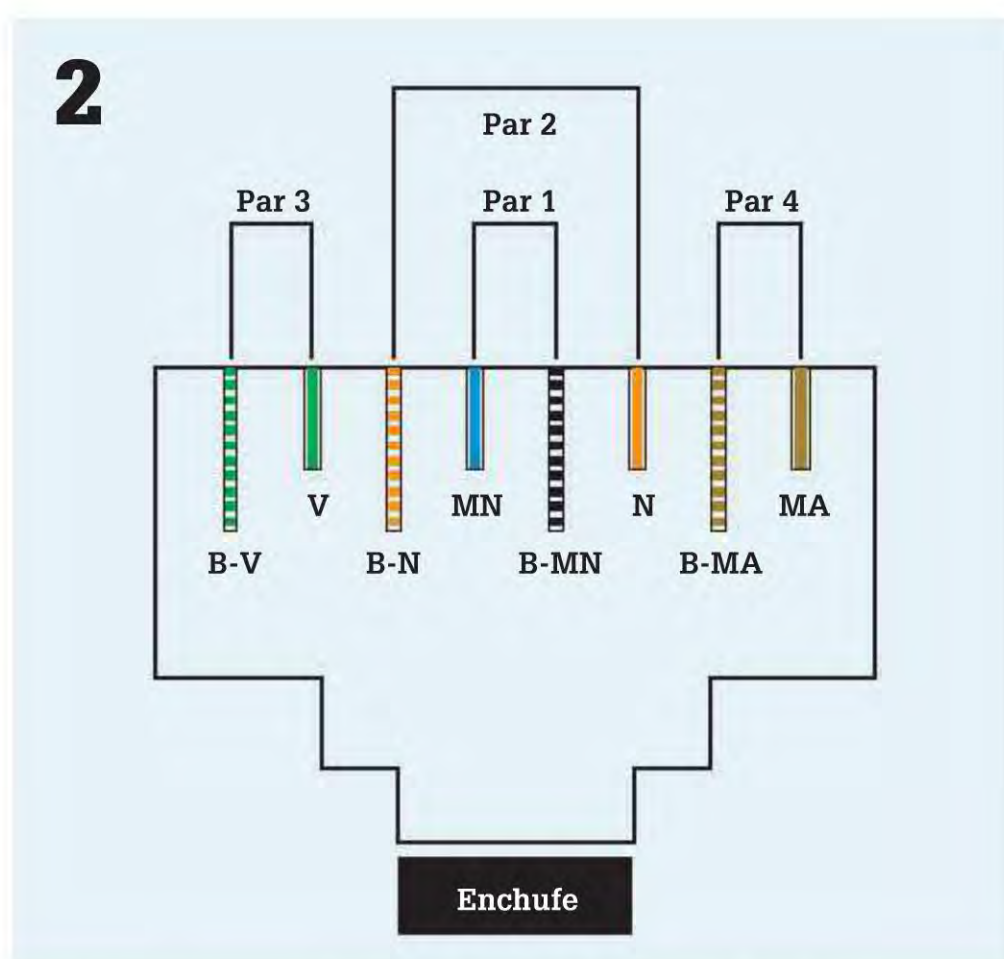 2
Par 2
Par 3
Par 1
Par 4
V
MN
N
MA
B-V
B-N
B-MN
B-MA
Enchufe